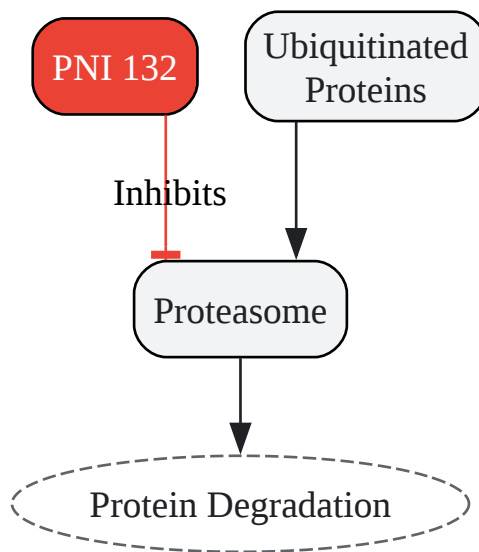 PNI 132
Ubiquitinated
Proteins
Inhibits
Proteasome
Protein Degradation